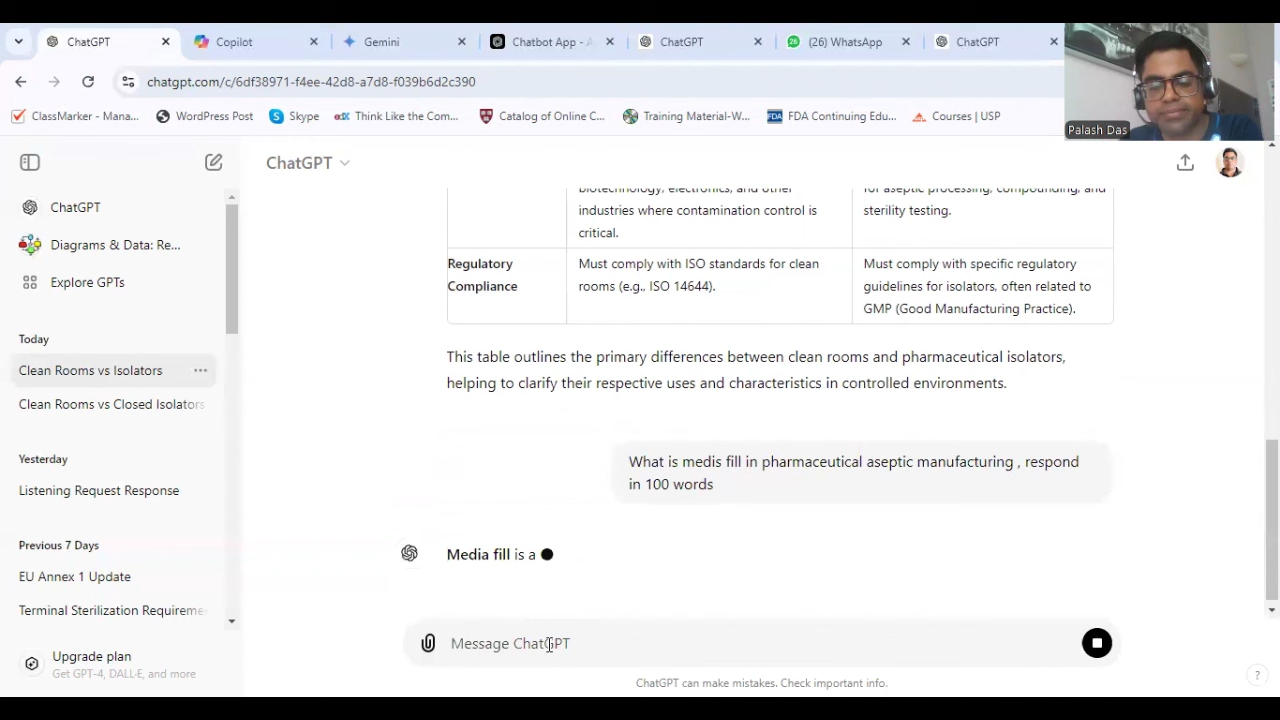 ChatGPT
Copilot
Gemini
Chatbot App - A
ChatGPT
(26) WhatsApp
ChatGPT
chatgpt.com/c/6df38971-f4ee-42d8-a7d8-f039b6d2c390
ClassMarker - Mana...
WordPress Post
Skype
Think Like the Com...
Catalog of Online C...
Training Material-W...
FDA Continuing Edu...
Courses | USP
Palash Das
ChatGPT
ChatGPT
Diagrams & Data: Re...
Explore GPTs
Today
Clean Rooms vs Isolators
Clean Rooms vs Closed Isolators
Yesterday
Listening Request Response
Previous 7 Days
EU Annex 1 Update
Terminal Sterilization Requireme
Upgrade plan
Get GPT-4, DALL·E, and more
biotechnology, electronics, and other
industries where contamination control is
critical.
for aseptic processing, compounding, and
sterility testing.
Regulatory
Compliance
Must comply with ISO standards for clean
rooms (e.g., ISO 14644).
Must comply with specific regulatory
guidelines for isolators, often related to
GMP (Good Manufacturing Practice).
This table outlines the primary differences between clean rooms and pharmaceutical isolators,
helping to clarify their respective uses and characteristics in controlled environments.
What is medis fill in pharmaceutical aseptic manufacturing , respond
in 100 words
Media fill is a
Message ChatGPT
ChatGPT can make mistakes. Check important info.
?